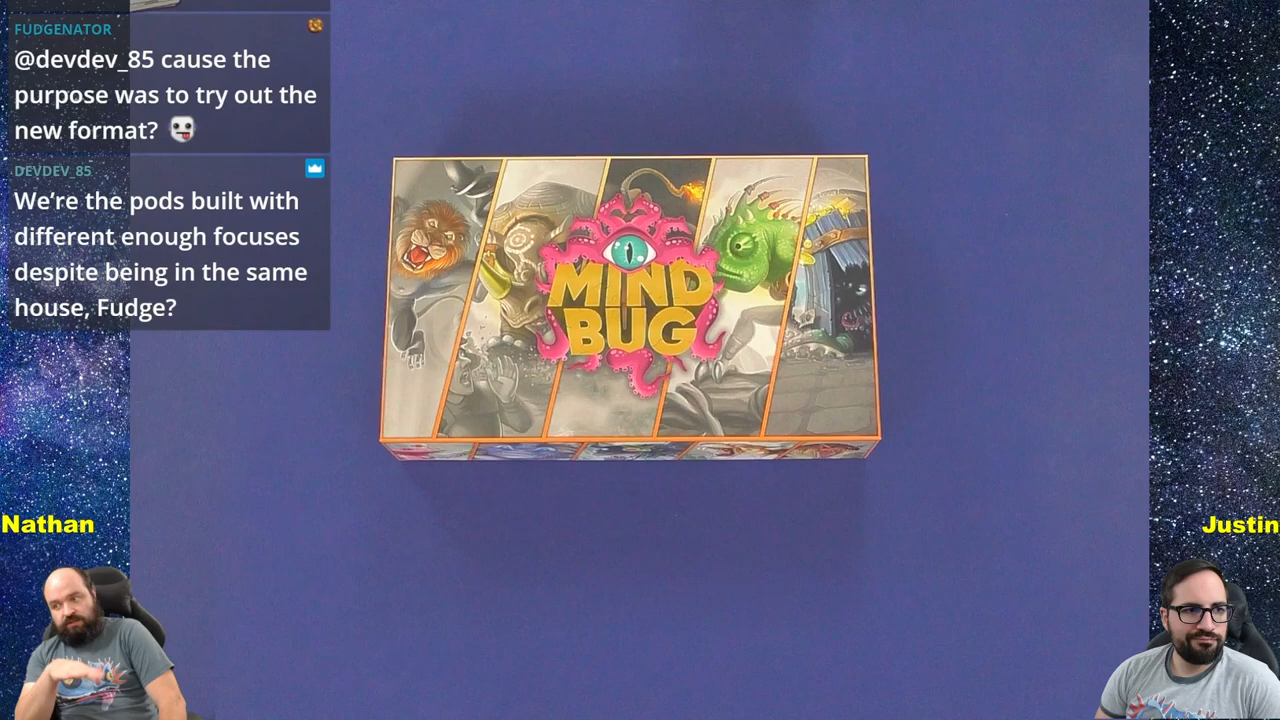 FUDGENATOR
@devdev_85 cause the
purpose was to try out the
new format?
DEVDEV_85
We're the pods built with
different enough focuses
despite being in the same
house, Fudge?
MIND
BUG
Nathan
Justin